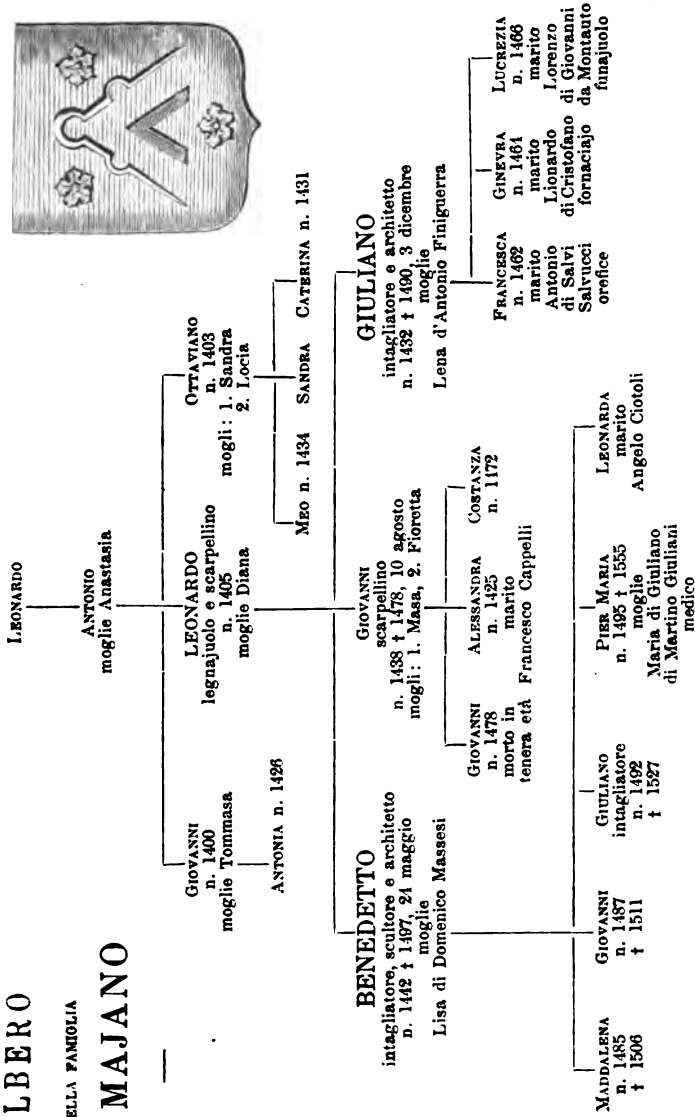 LBERO
ELLA FAMIGLIA
MAJANO
LEONARDO
ANTONIO
moglie Anastasia
GIOVANNI
n. 1400
moglie Tommasa
LEONARDO
legnajuolo e scarpellino
n. 1405
moglie Diana
OTTAVIANO
n. 1403
mogli: 1. Sandra
2. Locia
ANTONIA n. 1426
MEO n. 1434
SANDRA
CATERINA n. 1431
BENEDETTO
intagliatore, scultore e architetto
n. 1442 † 1497, 24 maggio
moglie
Lisa di Domenico Massesi
GIOVANNI
scarpellino
n. 1438 † 1478, 10 agosto
mogli: 1. Masa, 2. Fioretta
GIULIANO
intagliatore e architetto
n. 1432 † 1490, 3 dicembre
moglie
Lena d'Antonio Finiguerra
GIOVANNI
n. 1478
morto in
tenera età
ALESSANDRA
n. 1425
marito
Francesco Cappelli
COSTANZA
n. 1172
FRANCESCA
n. 1462
marito
Antonio
di Salvi
Salvucci
orefice
GINEVRA
n. 1461
marito
Lionardo
di Cristofano
fornaciajo
LUCREZIA
n. 1466
marito
Lorenzo
di Giovanni
da Montauto
funajuolo
MADDALENA
n. 1485
† 1506
GIOVANNI
n. 1487
† 1511
GIULIANO
intagliatore
n. 1492
† 1527
PIER MARIA
n. 1495 † 1555
moglie
Maria di Giuliano
di Martino Giuliani
medico
LEONARDA
marito
Angelo Ciotoli